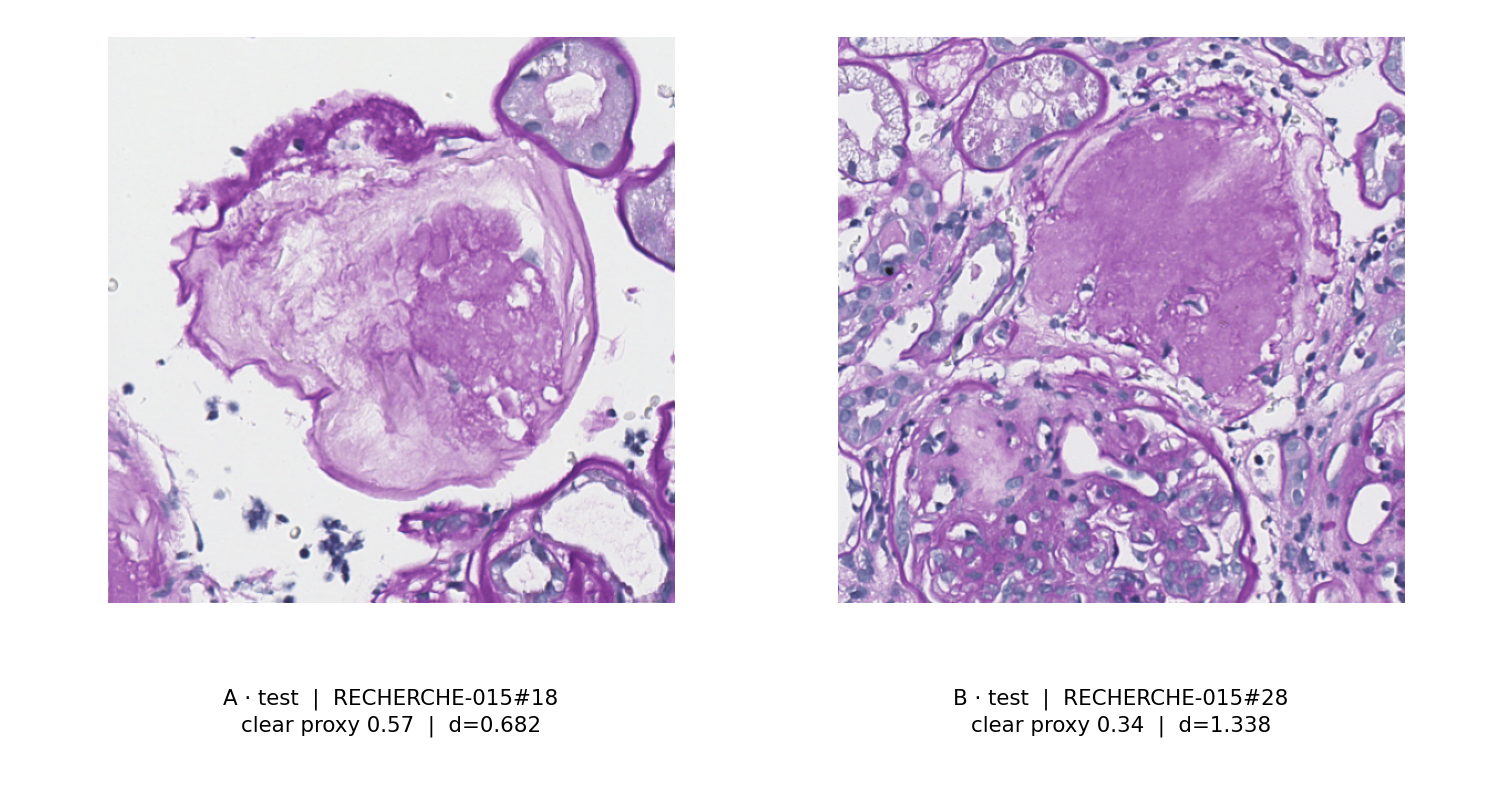 A · test | RECHERCHE-015#18
clear proxy 0.57 | d=0.682
B · test | RECHERCHE-015#28
clear proxy 0.34 | d=1.338